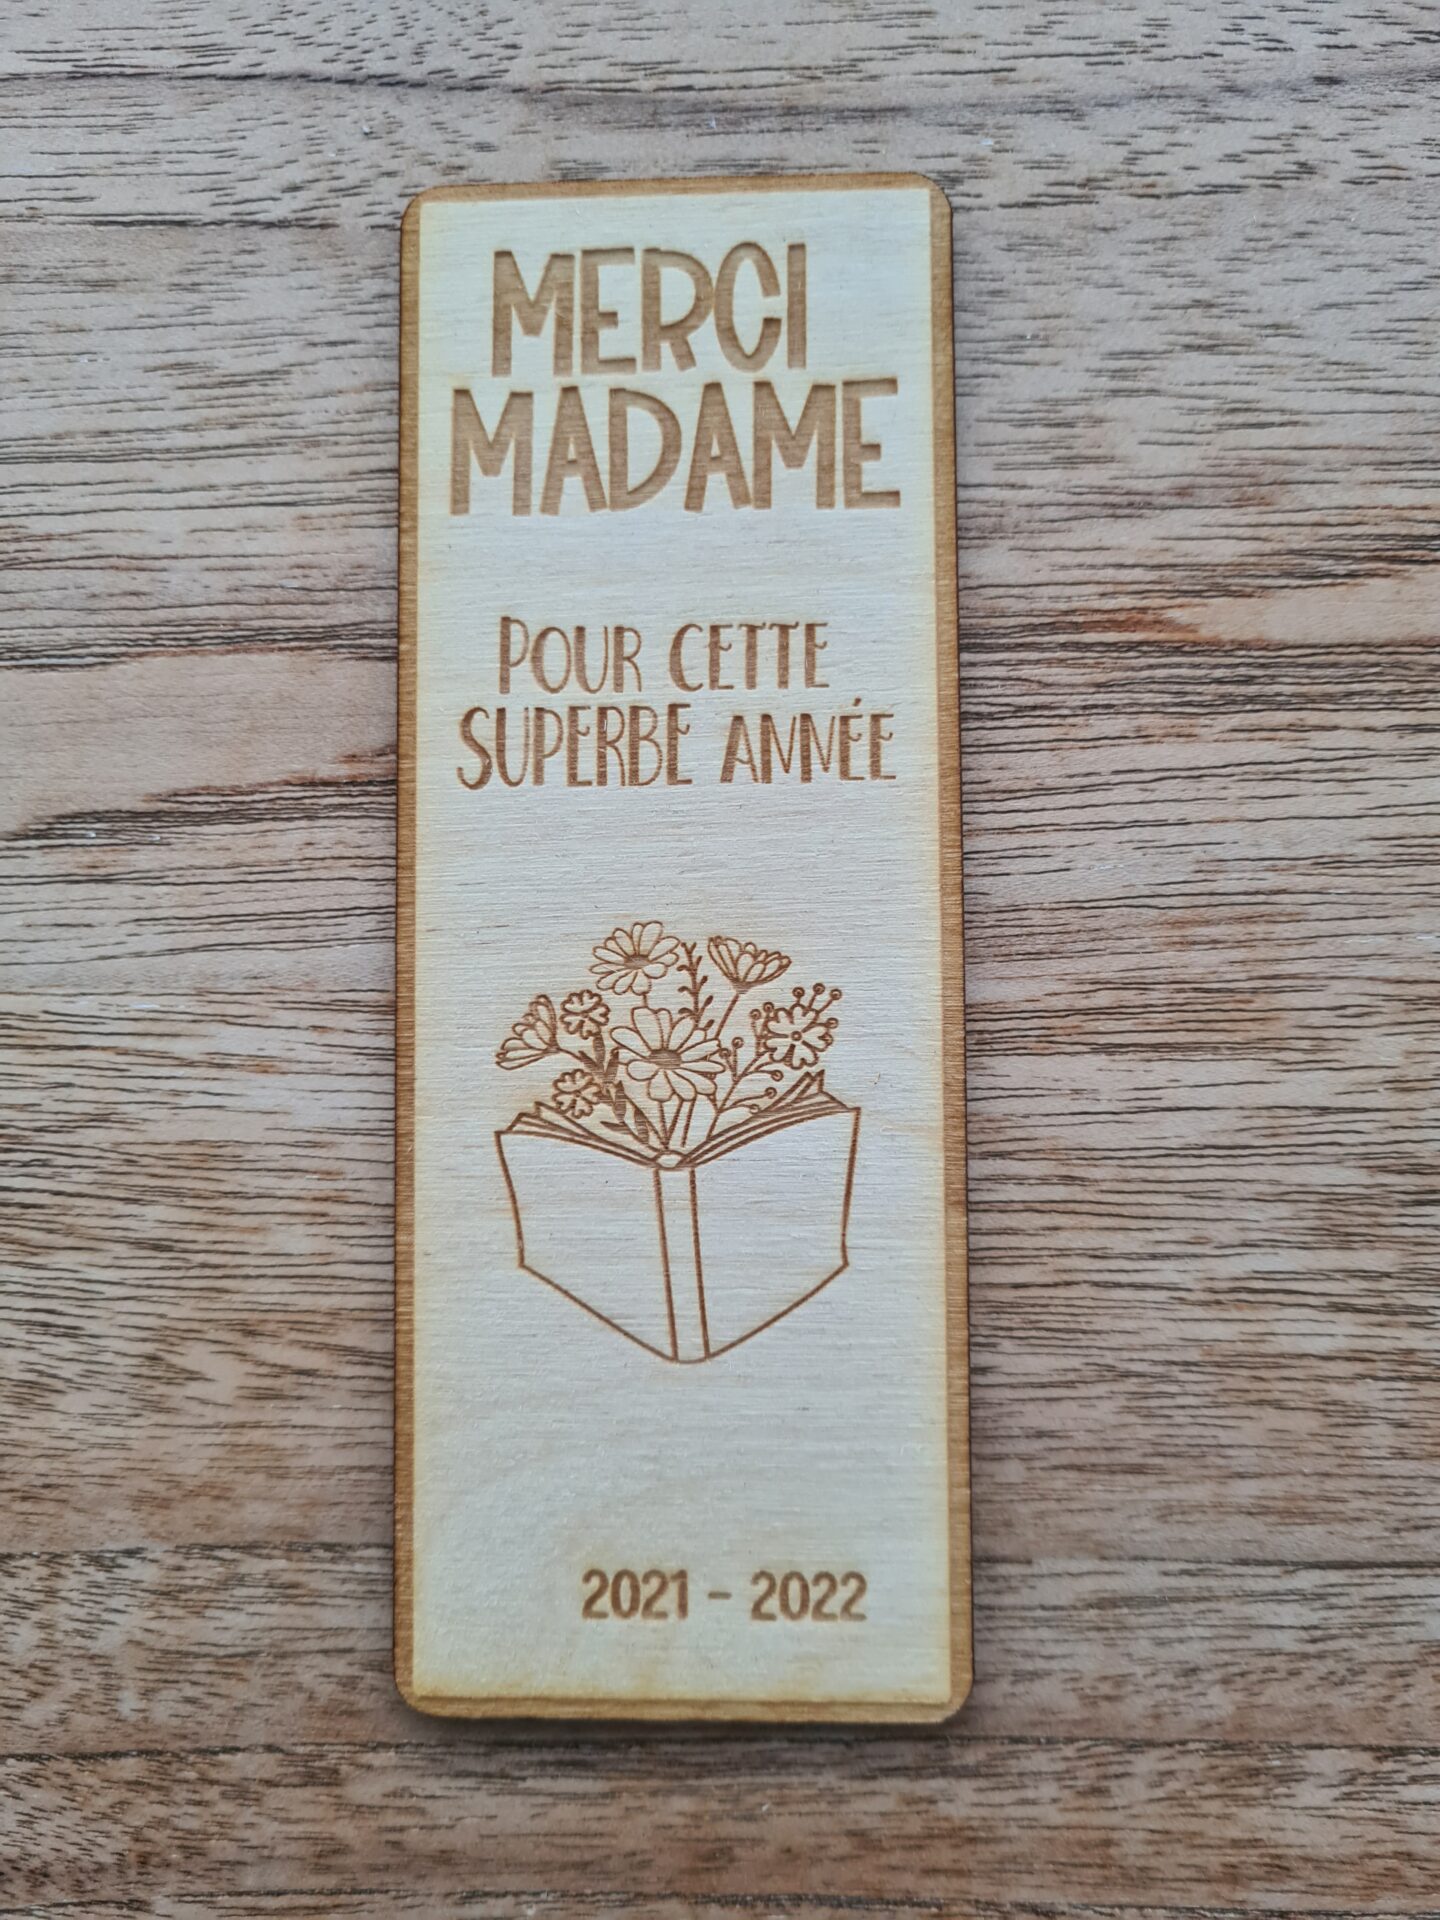 MERCI
MADAME
POUR CETTE
SUPERBE ANNÉE
2021 - 2022